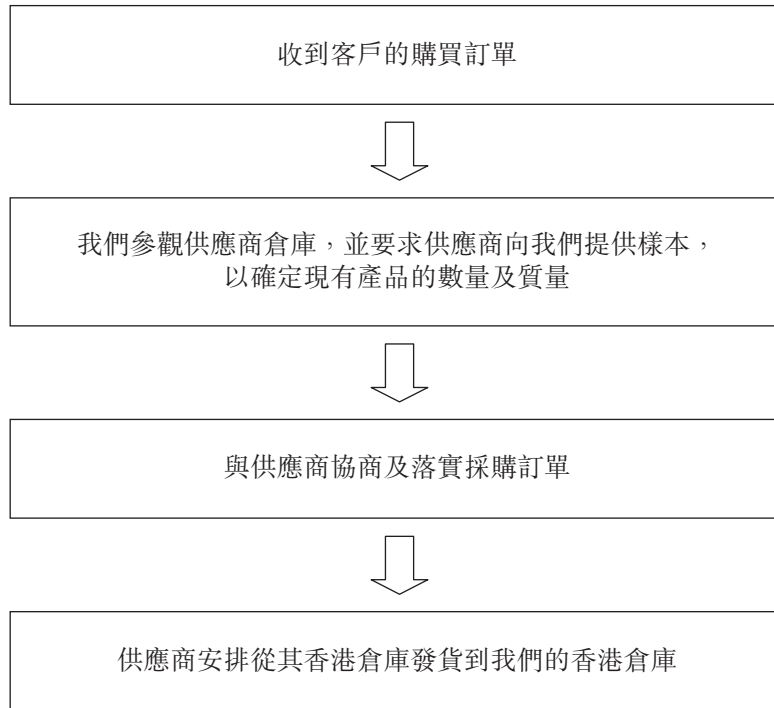 收到客戶的購買訂單
我們參觀供應商倉庫，並要求供應商向我們提供樣本，
以確定現有產品的數量及質量
與供應商協商及落實採購訂單
供應商安排從其香港倉庫發貨到我們的香港倉庫